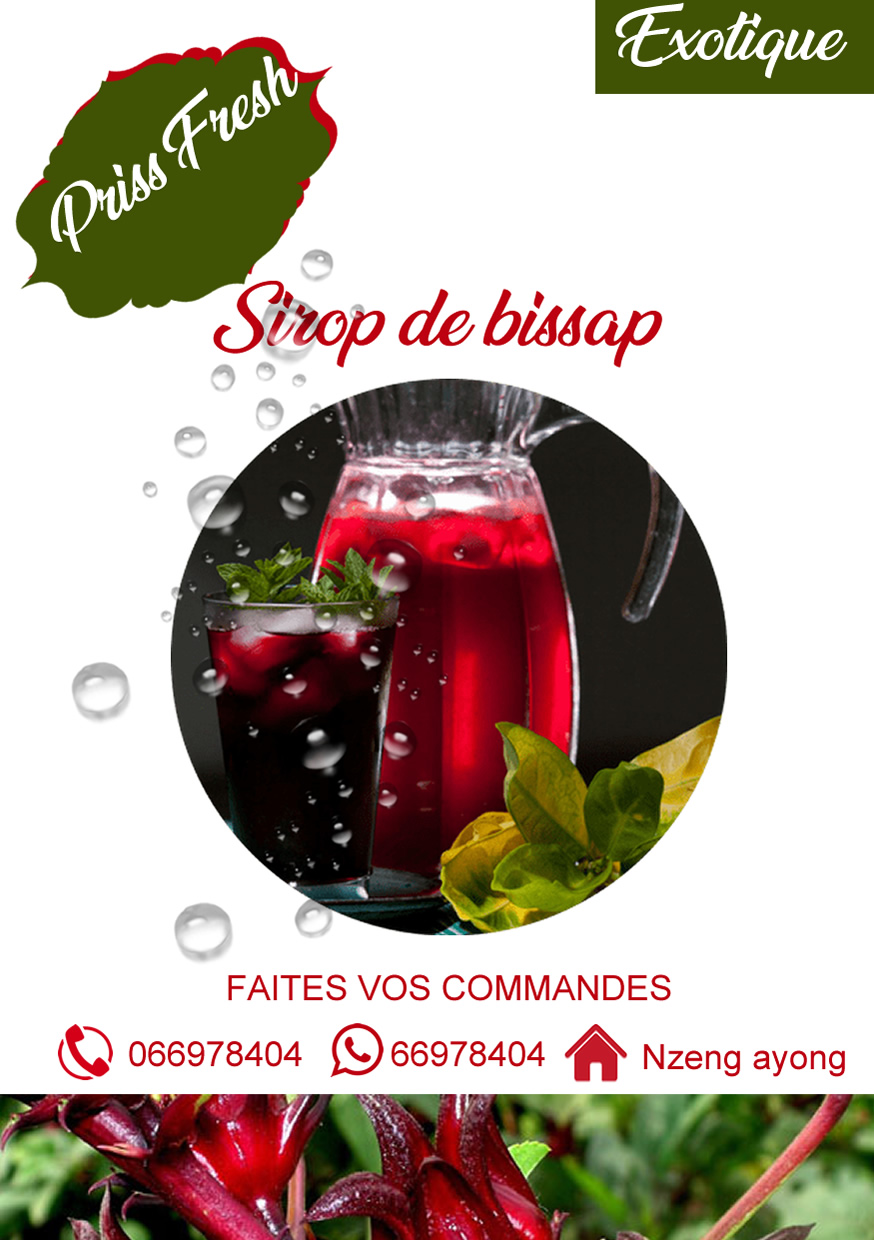 Exotique
Priss Fresh
Sirop de bissap
FAITES VOS COMMANDES
066978404 66978404 Nzeng ayong